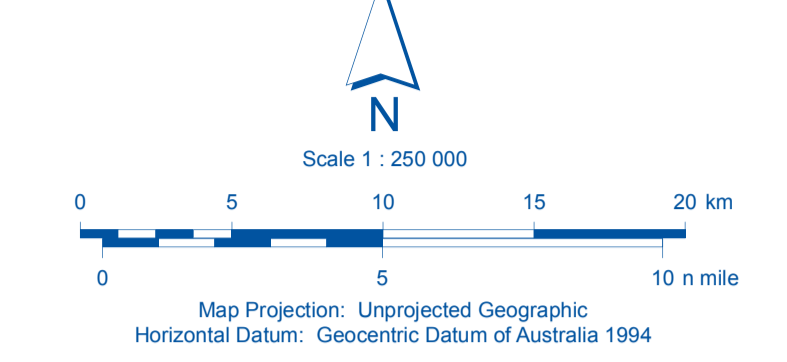 N
Scale 1 : 250 000
0 5 10 15 20 km
0 5 10 n mile
Map Projection: Unprojected Geographic
Horizontal Datum: Geocentric Datum of Australia 1994